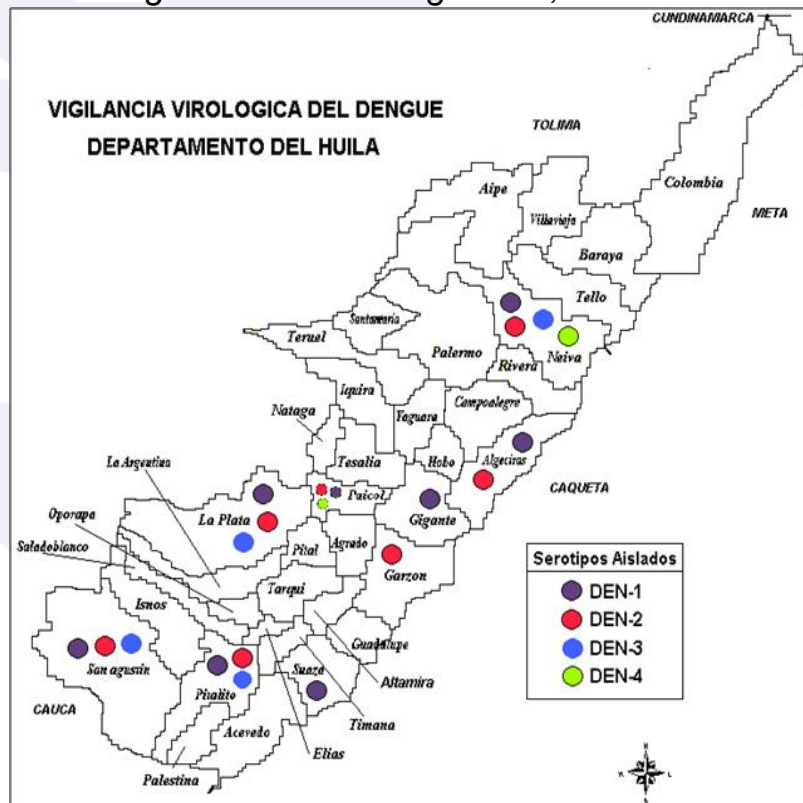 CUNDINAMARCA
VIGILANCIA VIROLOGICA DEL DENGUE
DEPARTAMENTO DEL HUILA
TOLIMA
Aipe
Colombia
Villavieja
META
Baraya
Tello
Santamaria
Teruel
Palermo
Rivera
Neiva
Iquira
Nataga
Yaguara
Campoalegre
La Argentina
Tesalia
Hobo
Algeciras
Oporapa
La Plata
Paicol
Gigante
CAQUETA
Saladoblanco
Pital
Agrado
Garzon
Serotipos Aislados
DEN-1
DEN-2
DEN-3
DEN-4
Tarqui
Isnos
Guadalupe
San agustin
Pitalito
Suaza
Altamira
CAUCA
Acevedo
Timana
Elias
Palestina